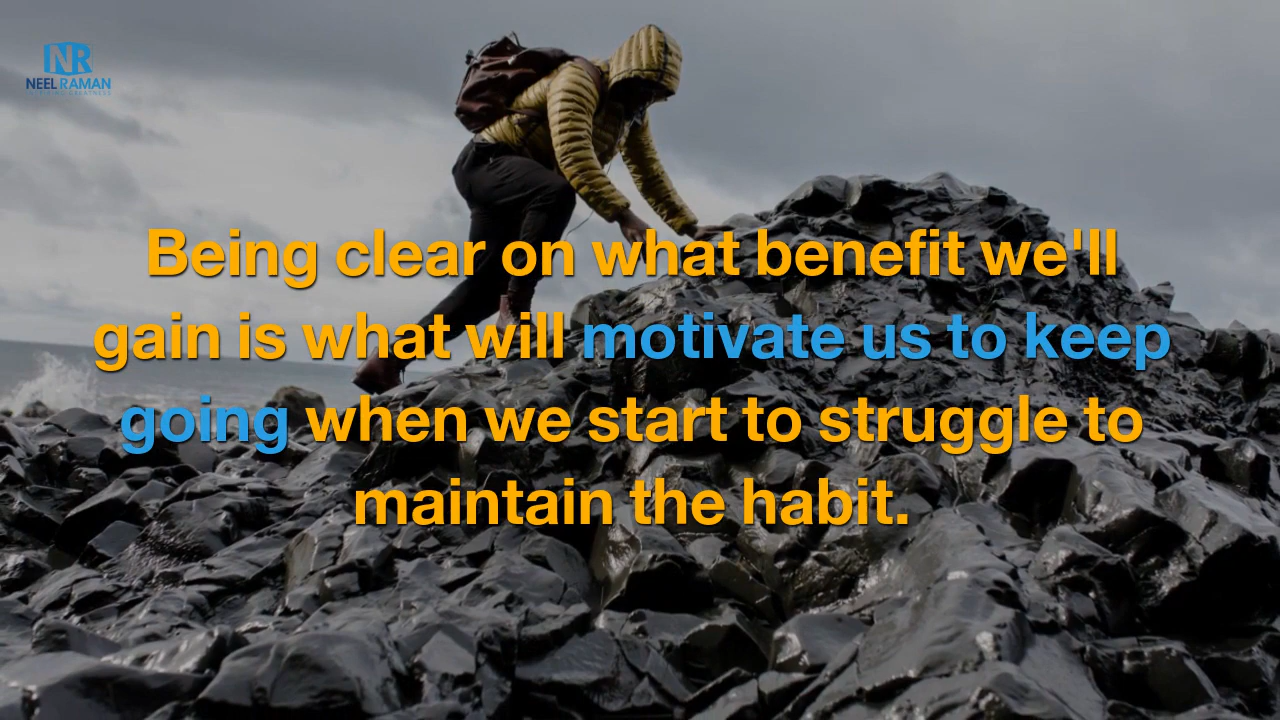 NR
NEEL RAMAN
Being clear on what benefit we'll
gain is what will motivate us to keep
going when we start to struggle to
maintain the habit.